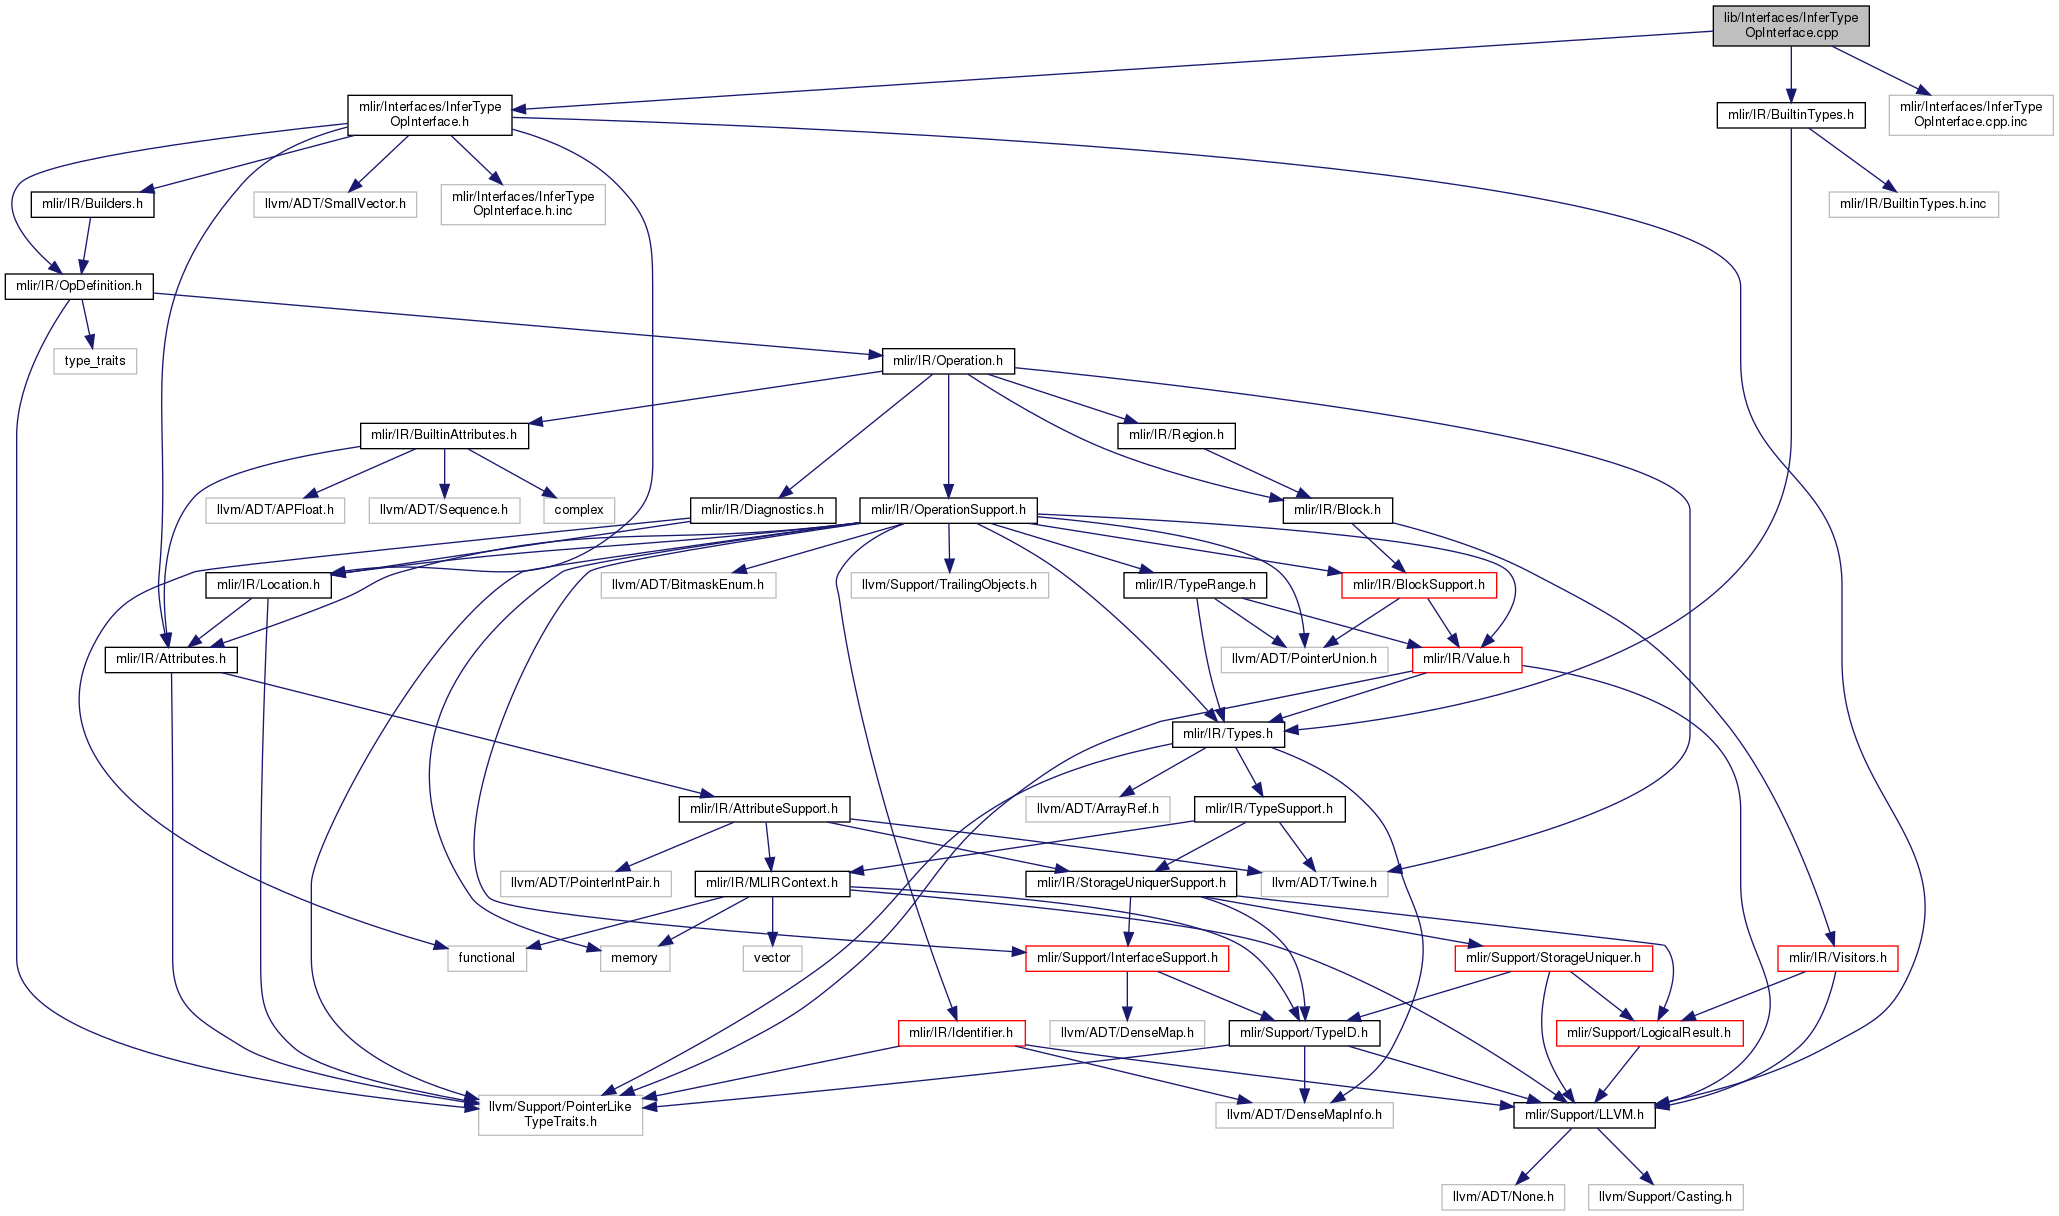 lib/Interfaces/InferType
OpInterface.cpp
mlir/Interfaces/InferType
OpInterface.h
mlir/IR/BuiltinTypes.h
mlir/Interfaces/InferType
OpInterface.cpp.inc
mlir/IR/Builders.h
llvm/ADT/SmallVector.h
mlir/Interfaces/InferType
OpInterface.h.inc
mlir/IR/BuiltinTypes.h.inc
mlir/IR/OpDefinition.h
type_traits
mlir/IR/Operation.h
mlir/IR/BuiltinAttributes.h
mlir/IR/Region.h
llvm/ADT/APFloat.h
llvm/ADT/Sequence.h
complex
mlir/IR/Diagnostics.h
mlir/IR/OperationSupport.h
mlir/IR/Block.h
mlir/IR/Location.h
llvm/ADT/BitmaskEnum.h
llvm/Support/TrailingObjects.h
mlir/IR/TypeRange.h
mlir/IR/BlockSupport.h
mlir/IR/Attributes.h
llvm/ADT/PointerUnion.h
mlir/IR/Value.h
mlir/IR/Types.h
mlir/IR/AttributeSupport.h
llvm/ADT/ArrayRef.h
mlir/IR/TypeSupport.h
llvm/ADT/PointerIntPair.h
mlir/IR/MLIRContext.h
mlir/IR/StorageUniquerSupport.h
llvm/ADT/Twine.h
functional
memory
vector
mlir/Support/InterfaceSupport.h
mlir/Support/StorageUniquer.h
mlir/IR/Visitors.h
mlir/IR/Identifier.h
llvm/ADT/DenseMap.h
mlir/Support/TypeID.h
mlir/Support/LogicalResult.h
llvm/Support/PointerLike
TypeTraits.h
llvm/ADT/DenseMapInfo.h
mlir/Support/LLVM.h
llvm/ADT/None.h
llvm/Support/Casting.h